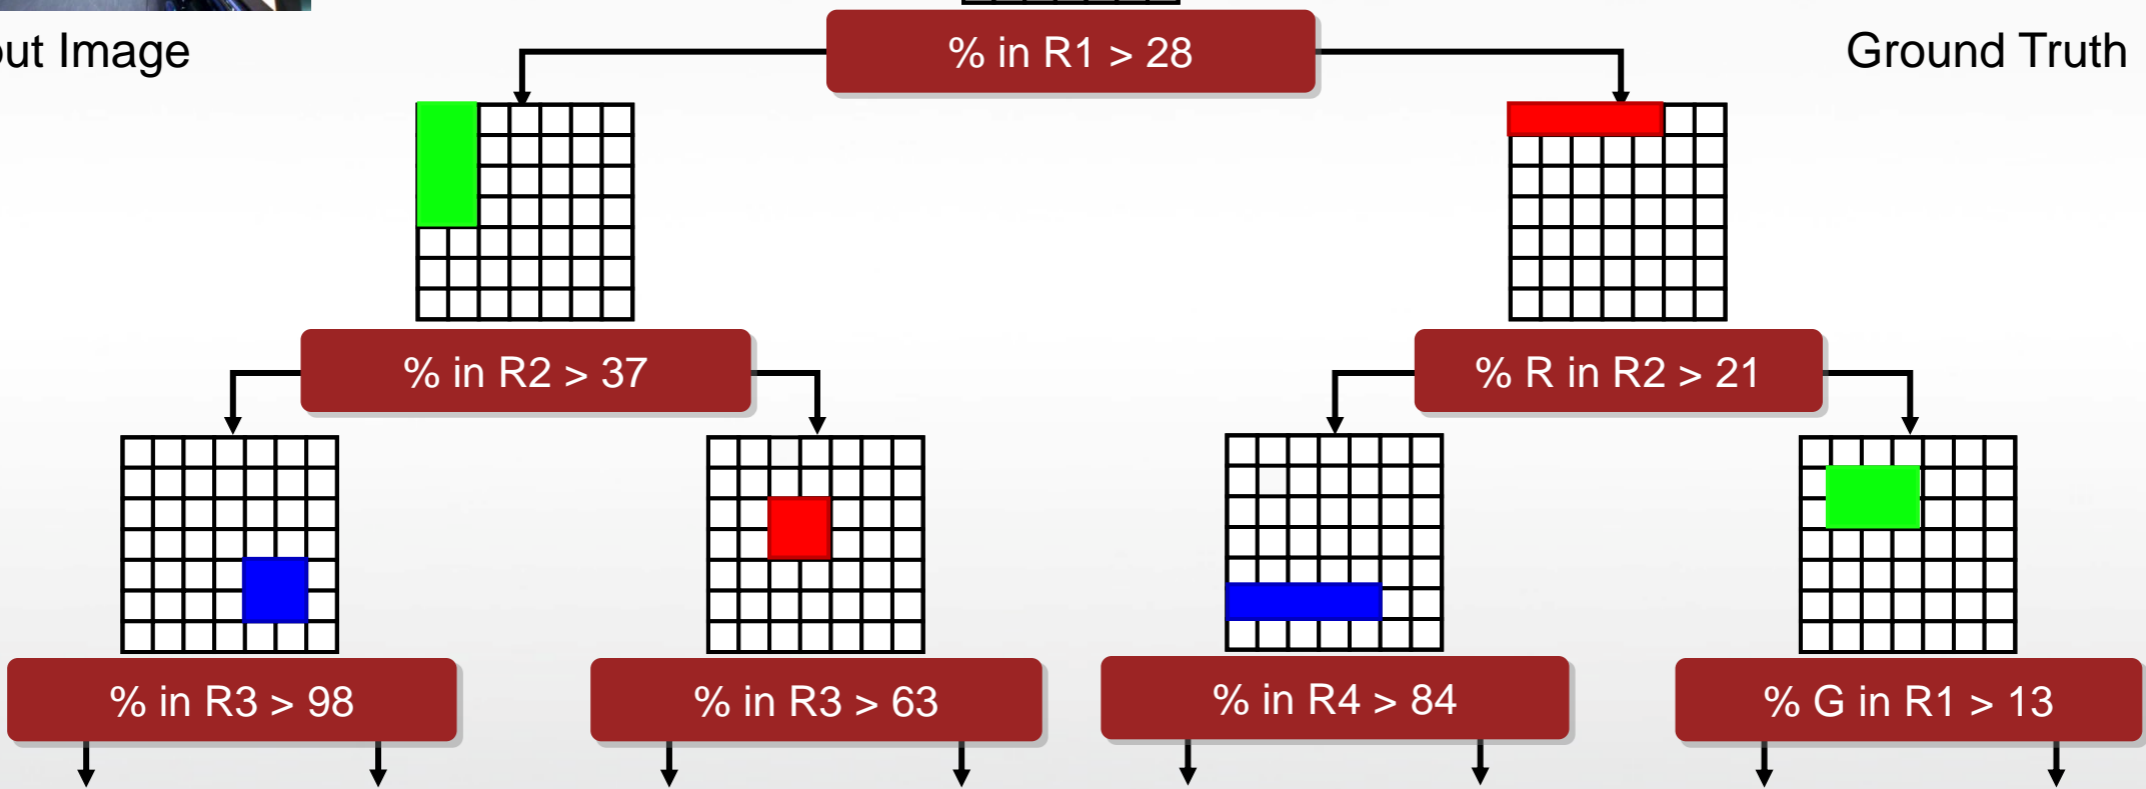 out Image
% in R1 > 28
Ground Truth
% in R2 > 37
% R in R2 > 21
% in R3 > 98
% in R3 > 63
% in R4 > 84
% G in R1 > 13